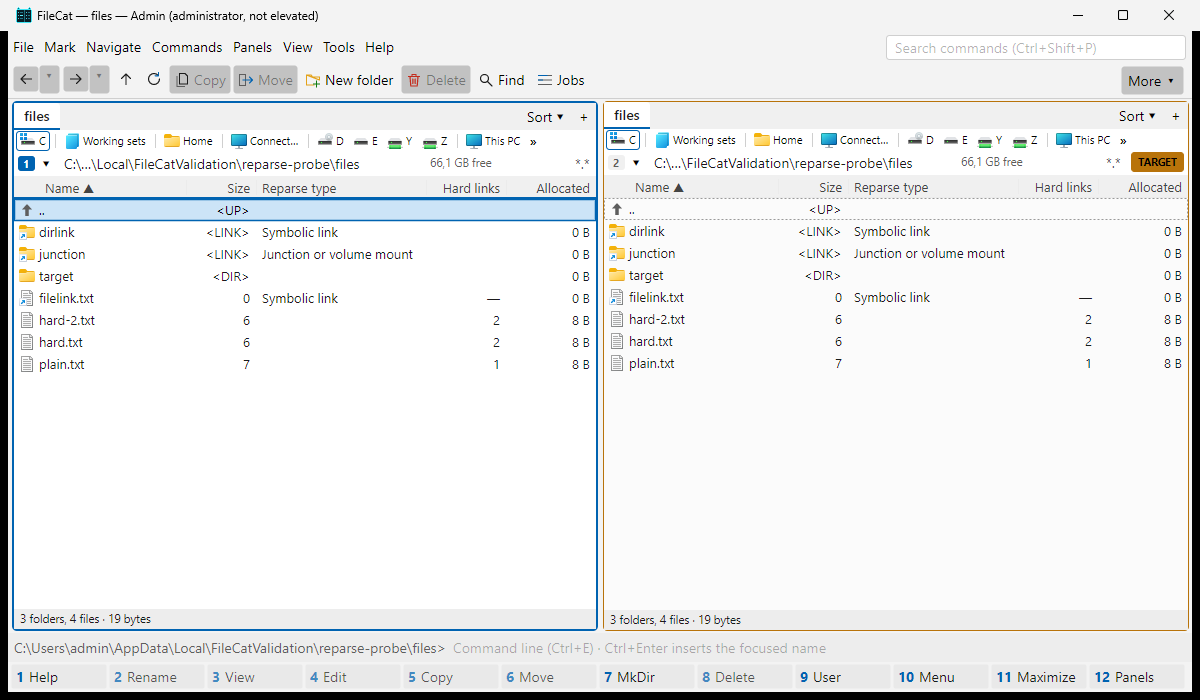 FileCat — files — Admin (administrator, not elevated)
File Mark Navigate Commands Panels View Tools Help
Search commands (Ctrl+Shift+P)
Copy Move New folder Delete Find Jobs More
files
Sort +
C Working sets Home Connect... D E Y Z This PC »
1 C:\...\Local\FileCatValidation\reparse-probe\files 66,1 GB free *.*
Name Size Reparse type Hard links Allocated
.. <UP>
dirlink <LINK> Symbolic link 0 B
junction <LINK> Junction or volume mount 0 B
target <DIR> 0 B
filelink.txt 0 Symbolic link — 0 B
hard-2.txt 6 2 8 B
hard.txt 6 2 8 B
plain.txt 7 1 8 B
3 folders, 4 files · 19 bytes
files
Sort +
C Working sets Home Connect... D E Y Z This PC »
2 C:\...\FileCatValidation\reparse-probe\files 66,1 GB free *.* TARGET
Name Size Reparse type Hard links Allocated
.. <UP>
dirlink <LINK> Symbolic link 0 B
junction <LINK> Junction or volume mount 0 B
target <DIR> 0 B
filelink.txt 0 Symbolic link — 0 B
hard-2.txt 6 2 8 B
hard.txt 6 2 8 B
plain.txt 7 1 8 B
3 folders, 4 files · 19 bytes
C:\Users\admin\AppData\Local\FileCatValidation\reparse-probe\files> Command line (Ctrl+E) · Ctrl+Enter inserts the focused name
1 Help 2 Rename 3 View 4 Edit 5 Copy 6 Move 7 MkDir 8 Delete 9 User 10 Menu 11 Maximize 12 Panels